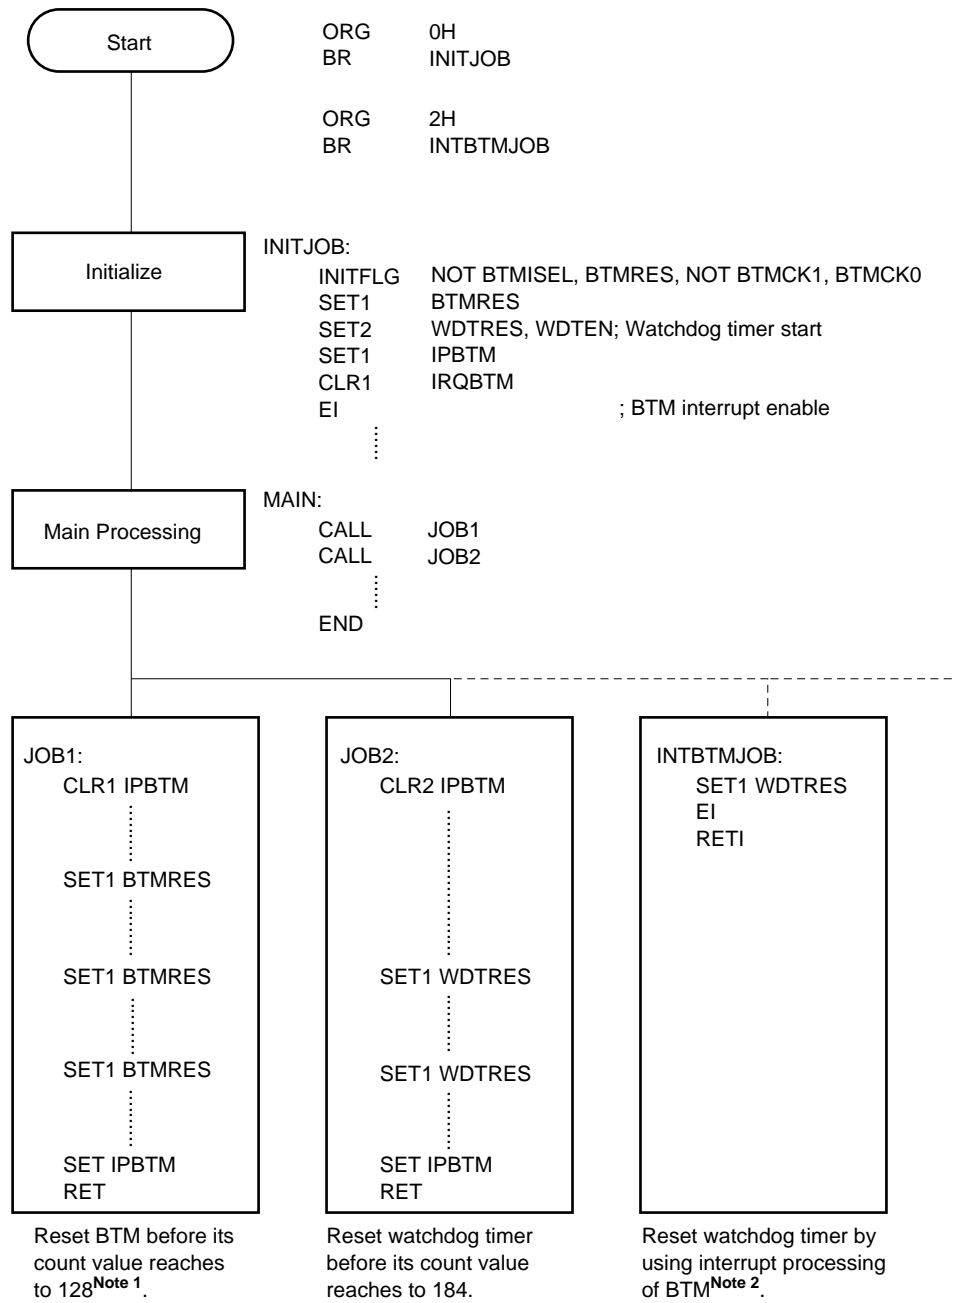 Start
ORG 0H
BR INITJOB
ORG 2H
BR INTBTMJOB
Initialize
INITJOB:
INITFLG NOT BTMISEL, BTMRES, NOT BTMCK1, BTMCK0
SET1 BTMRES
SET2 WDTRES, WDTEN; Watchdog timer start
SET1 IPBTM
CLR1 IRQBTM
EI ; BTM interrupt enable
Main Processing
MAIN:
CALL JOB1
CALL JOB2
END
JOB1:
CLR1 IPBTM
SET1 BTMRES
SET1 BTMRES
SET1 BTMRES
SET IPBTM
RET
Reset BTM before its
count value reaches
to 128Note 1.
JOB2:
CLR2 IPBTM
SET1 WDTRES
SET1 WDTRES
SET IPBTM
RET
Reset watchdog timer
before its count value
reaches to 184.
INTBTMJOB:
SET1 WDTRES
EI
RETI
Reset watchdog timer by
using interrupt processing
of BTMNote 2.